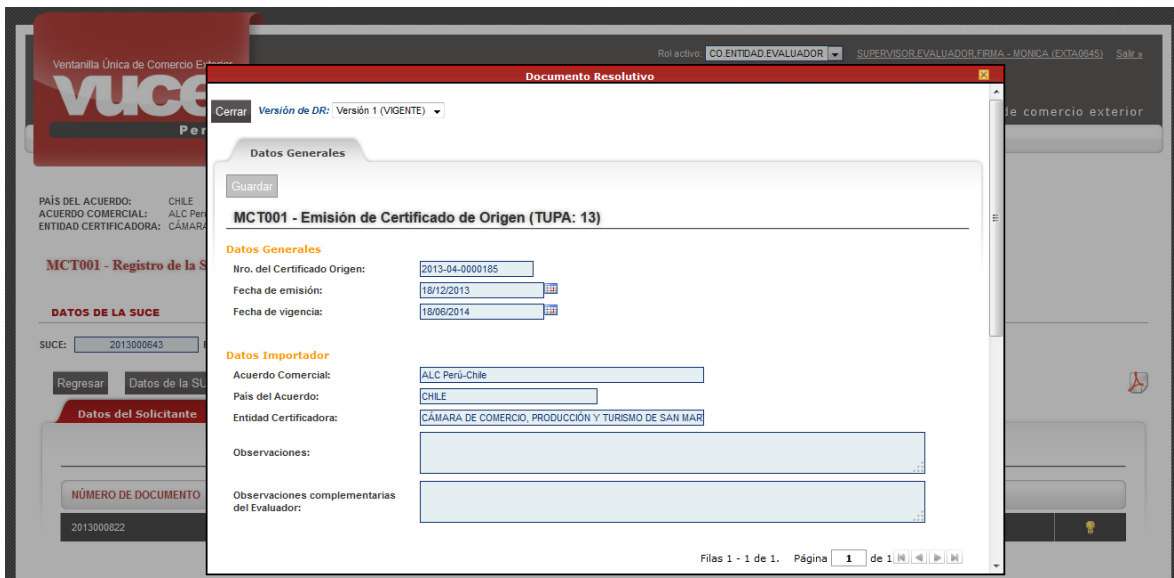 Rol activo: CO.ENTIDAD.EVALUADOR SUPERVISOR.EVALUADOR.FIRMA - MONICA (EXTA0645) Salir »
Ventanilla Única de Comercio Exterior
VUCE
Documento Resolutivo
Cerrar Versión de DR: Versión 1 (VIGENTE)
de comercio exterior
Datos Generales
Guardar
PAÍS DEL ACUERDO: CHILE
ACUERDO COMERCIAL: ALC
ENTIDAD CERTIFICADORA:
MCT001 - Emisión de Certificado de Origen (TUPA: 13)
MCT001 - Registro de la
Datos Generales
Nro. del Certificado Origen: 2013-04-0000185
Fecha de emisión: 18/12/2013
Fecha de vigencia: 18/06/2014
DATOS DE LA SUCE
SUCE: 2013000643
Datos Importador
Acuerdo Comercial: ALC Perú-Chile
País del Acuerdo: CHILE
Entidad Certificadora: CÁMARA DE COMERCIO, PRODUCCIÓN Y TURISMO DE SAN MAR
Regresar Datos de la
Datos del Solicitante
Observaciones:
Observaciones complementarias
del Evaluador:
NÚMERO DE DOCUMENTO
2013000822
Filas 1 - 1 de 1. Página 1 de 1